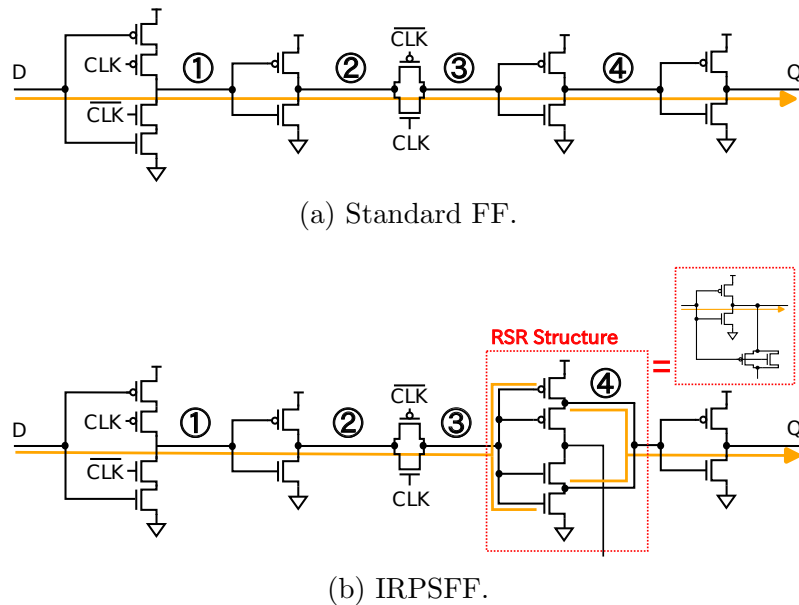 CLK
D
CLK
①
②
③
④
Q
CLK
CLK
(a) Standard FF.
RSR Structure
=
CLK
④
D
CLK
①
②
③
Q
CLK
CLK
(b) IRPSFF.